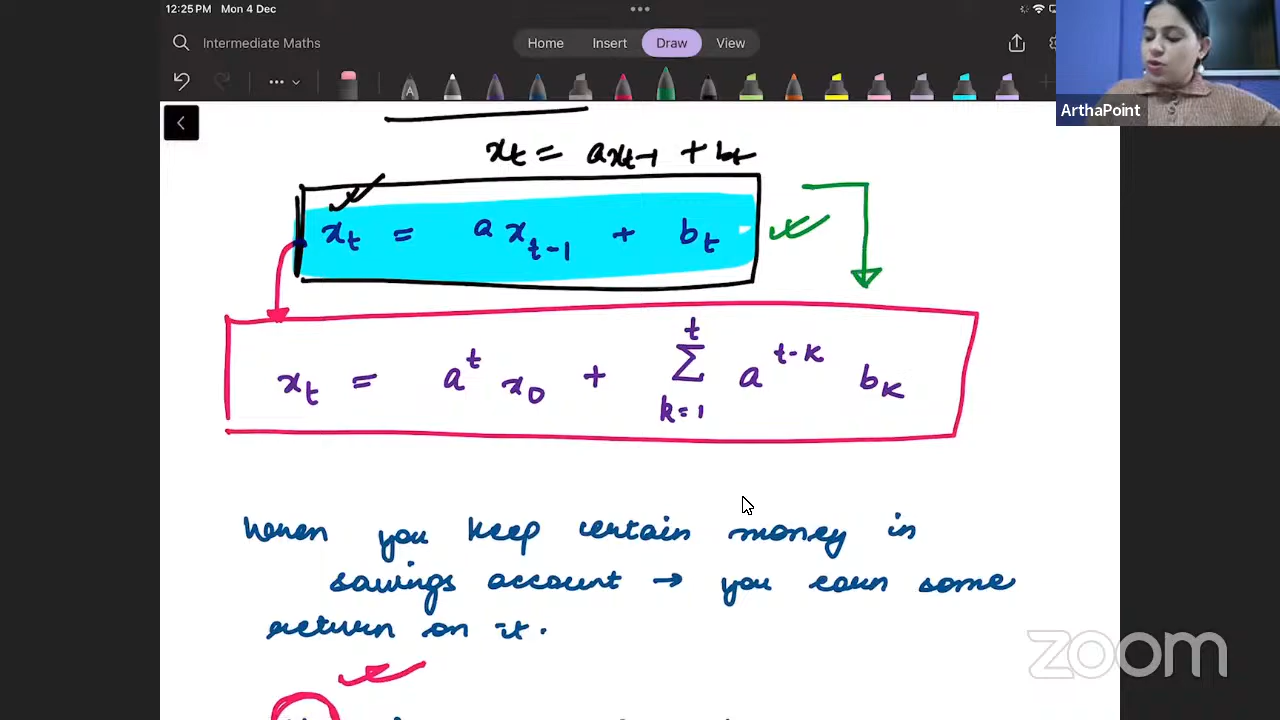 12:25 PM Mon 4 Dec
Intermediate Maths
Home Insert Draw View
ArthaPoint
xₜ = axₜ₋₁ + bₜ
xₜ = a xₜ₋₁ + bₜ
xₜ = aᵗ x₀ + Σ_{k=1}^{t} a^{t-k} b_k
When you keep certain money in
savings account → you earn some
return on it.
zoom